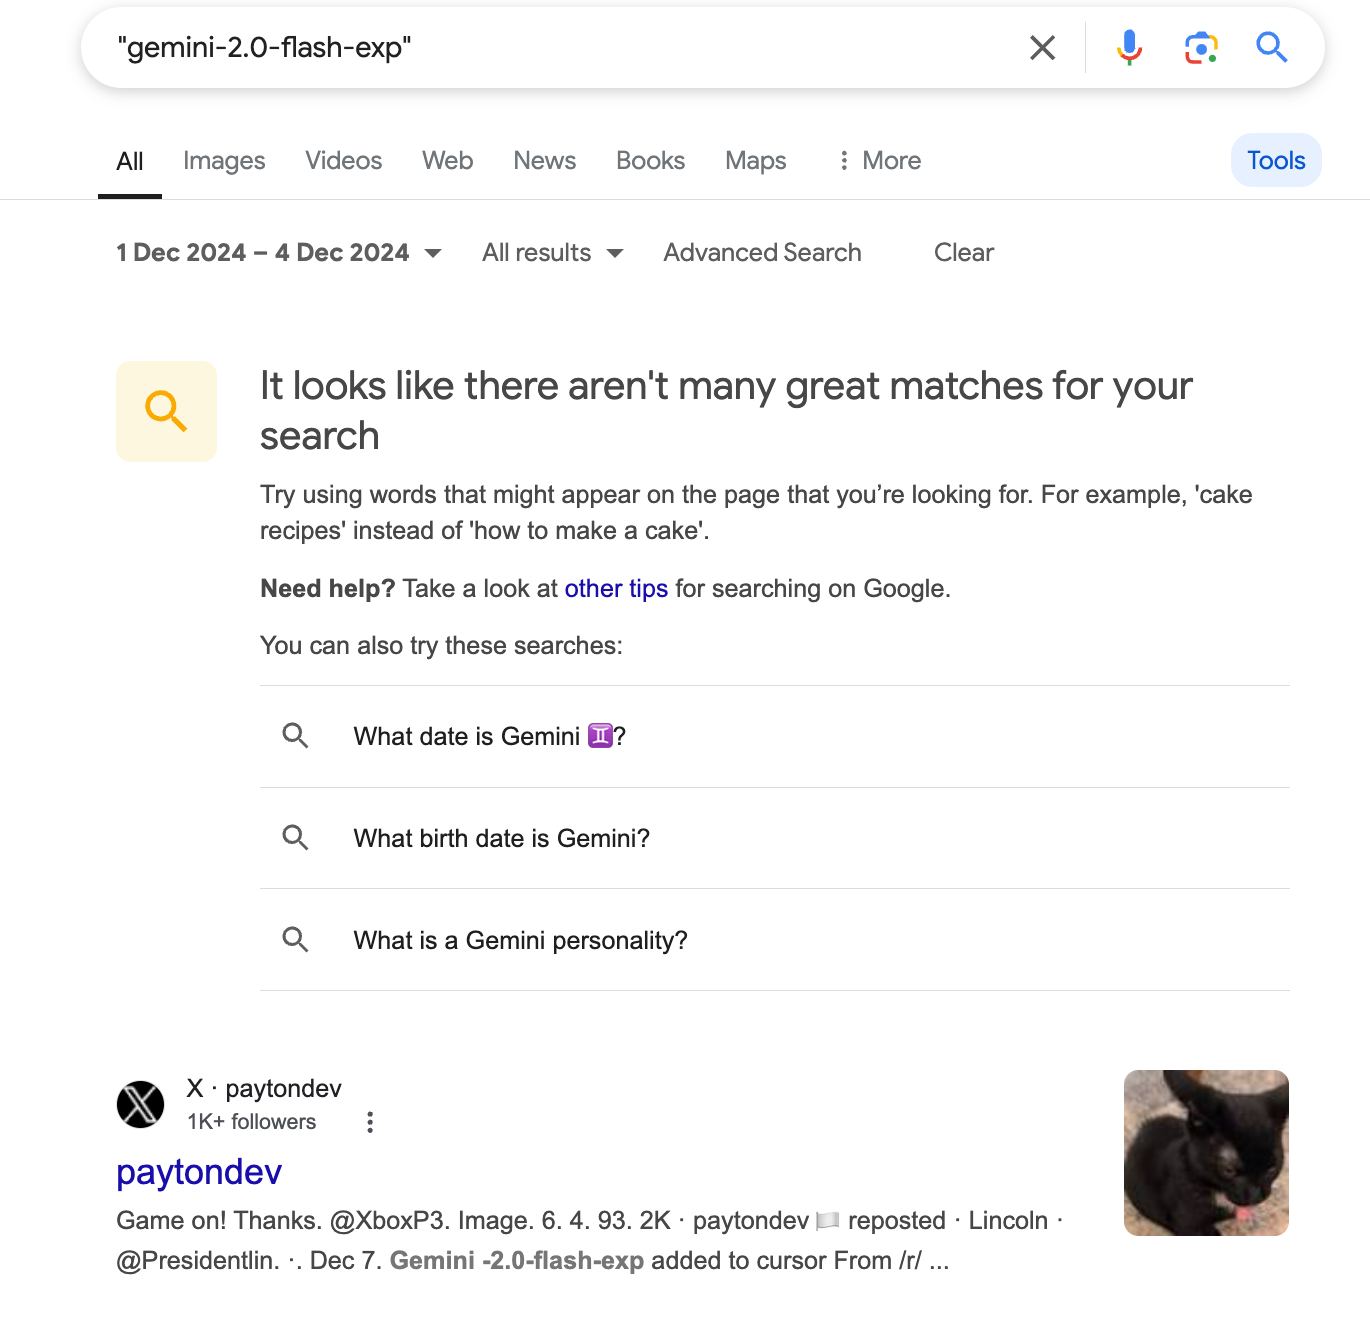 "gemini-2.0-flash-exp"
All Images Videos Web News Books Maps More Tools
1 Dec 2024 – 4 Dec 2024 All results Advanced Search Clear
It looks like there aren't many great matches for your
search
Try using words that might appear on the page that you’re looking for. For example, 'cake
recipes' instead of 'how to make a cake'.
Need help? Take a look at other tips for searching on Google.
You can also try these searches:
What date is Gemini ♊?
What birth date is Gemini?
What is a Gemini personality?
X · paytondev
1K+ followers
paytondev
Game on! Thanks. @XboxP3. Image. 6. 4. 93. 2K · paytondev 🏳 reposted · Lincoln ·
@Presidentlin. ·. Dec 7. Gemini -2.0-flash-exp added to cursor From /r/ ...